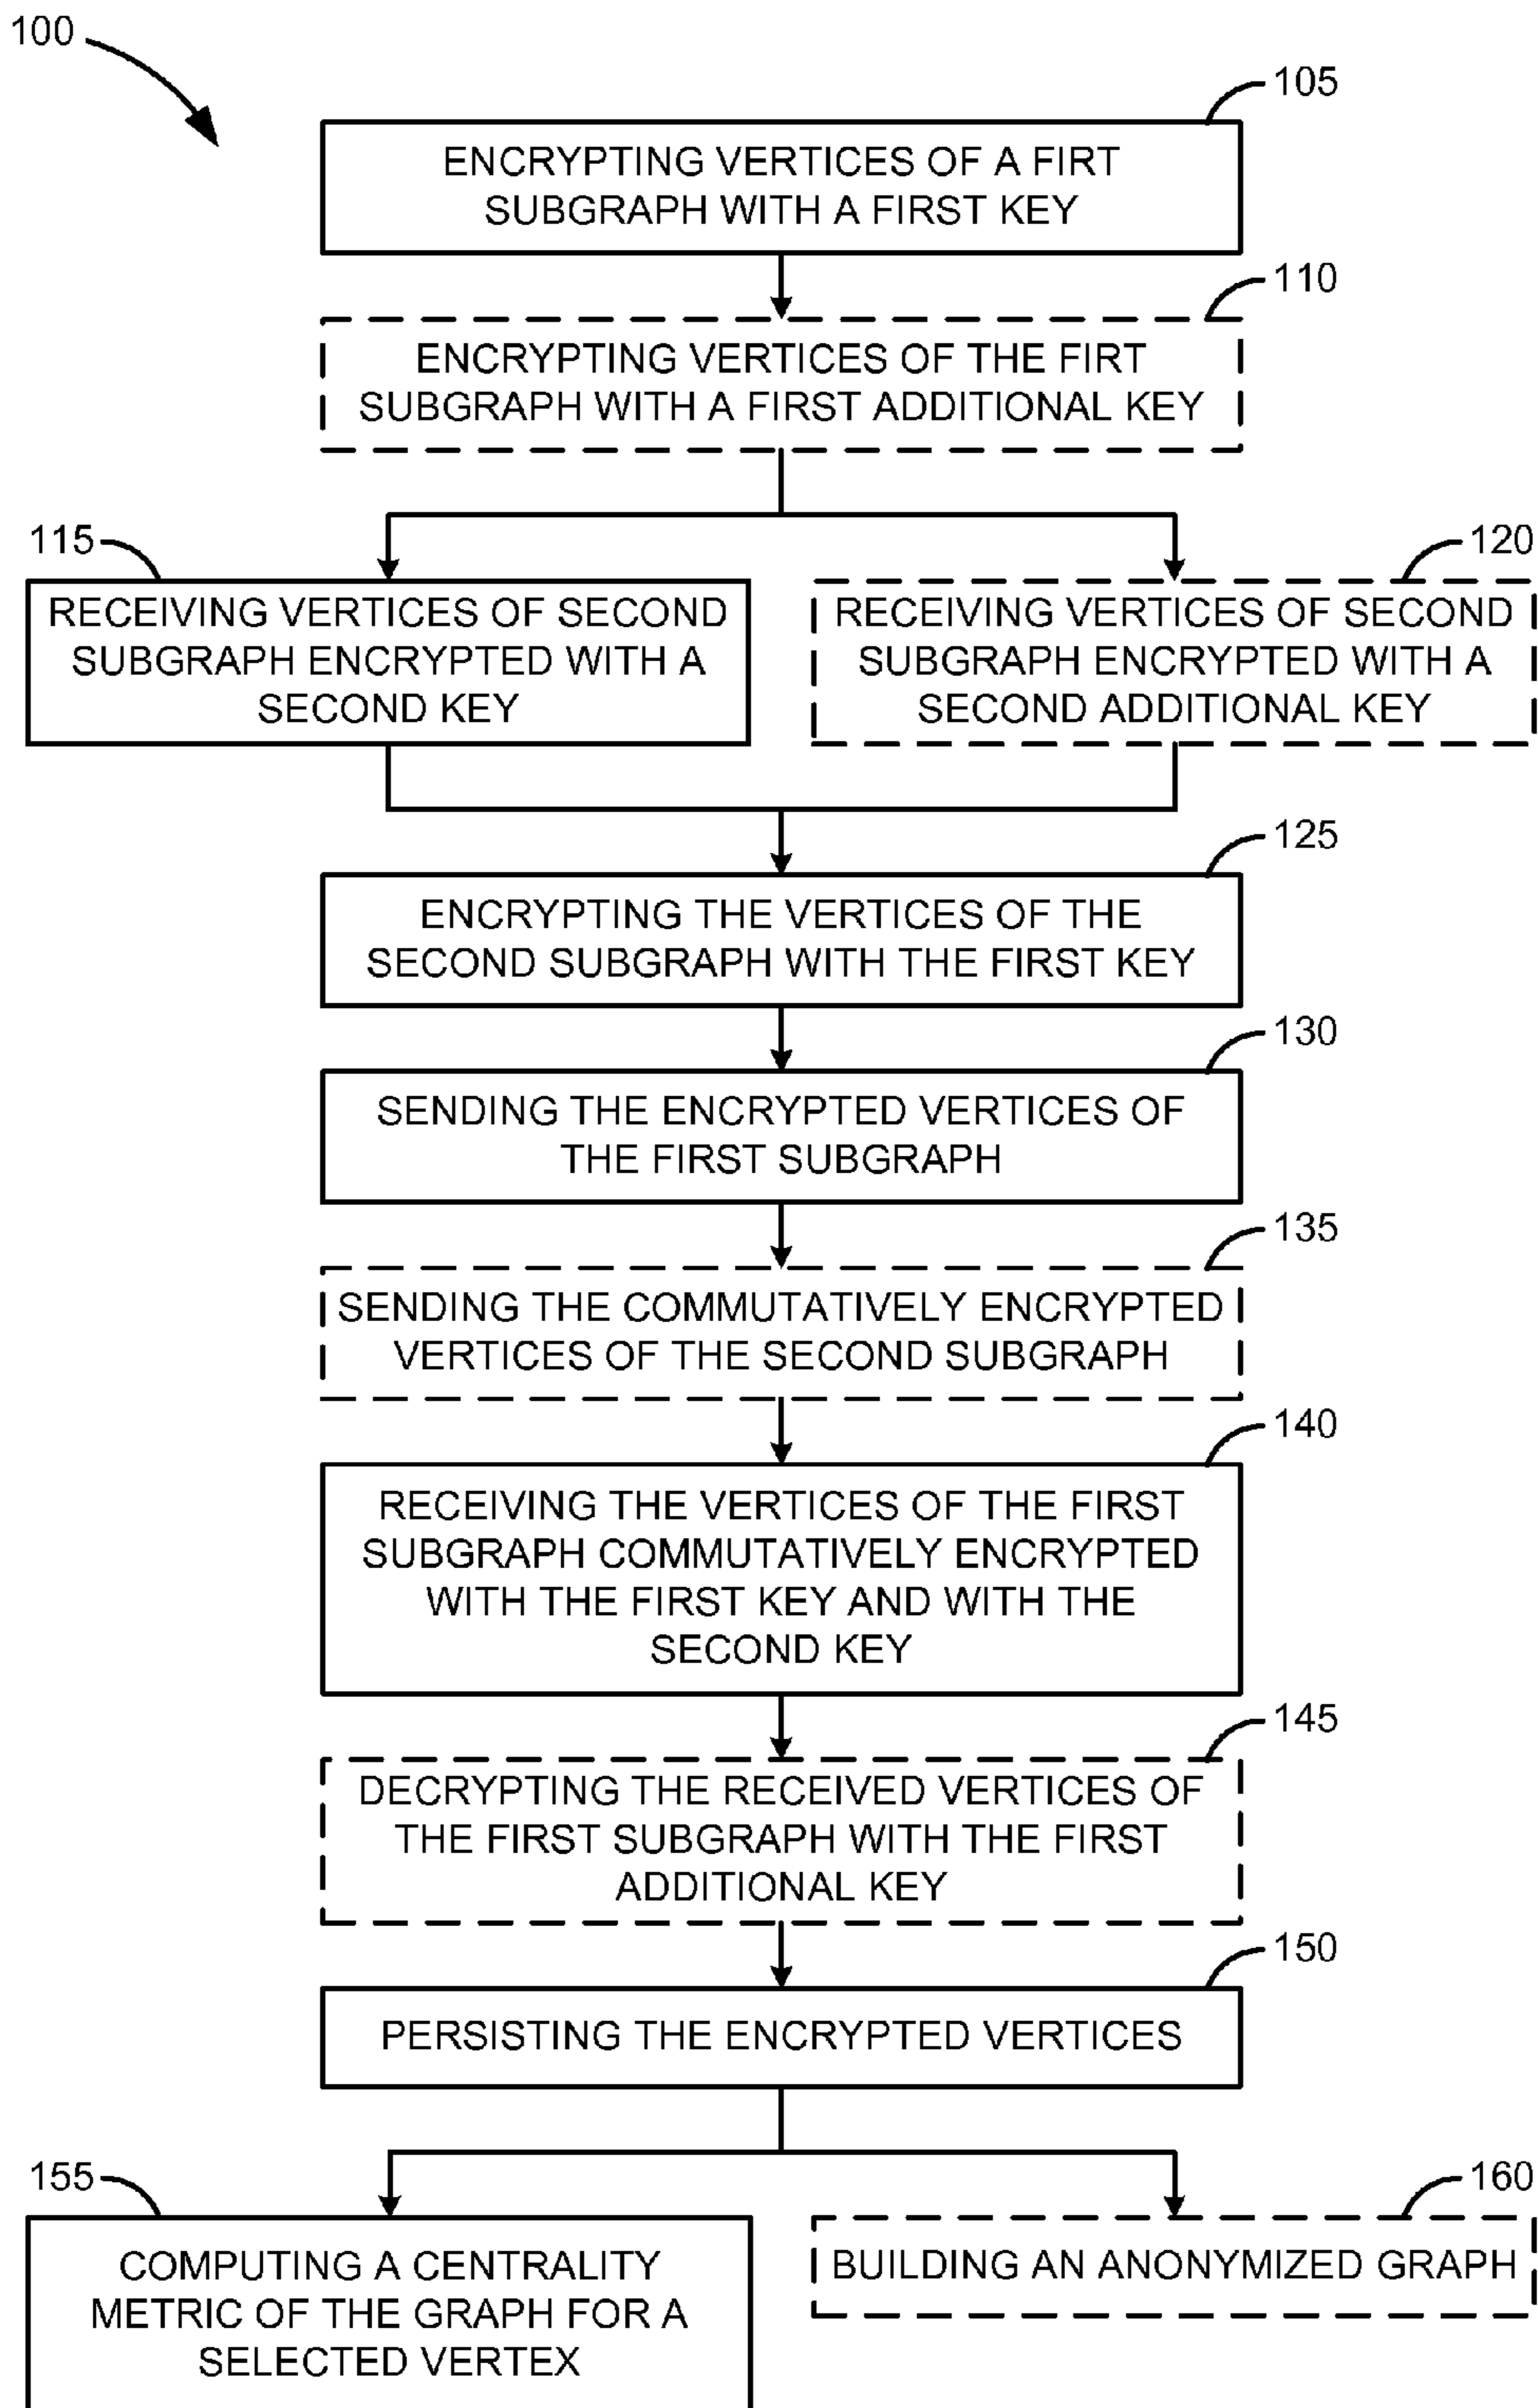 100
105
ENCRYPTING VERTICES OF A FIRT
SUBGRAPH WITH A FIRST KEY
110
ENCRYPTING VERTICES OF THE FIRT
SUBGRAPH WITH A FIRST ADDITIONAL KEY
115
RECEIVING VERTICES OF SECOND
SUBGRAPH ENCRYPTED WITH A
SECOND KEY
120
RECEIVING VERTICES OF SECOND
SUBGRAPH ENCRYPTED WITH A
SECOND ADDITIONAL KEY
125
ENCRYPTING THE VERTICES OF THE
SECOND SUBGRAPH WITH THE FIRST KEY
130
SENDING THE ENCRYPTED VERTICES OF
THE FIRST SUBGRAPH
135
SENDING THE COMMUTATIVELY ENCRYPTED
VERTICES OF THE SECOND SUBGRAPH
140
RECEIVING THE VERTICES OF THE FIRST
SUBGRAPH COMMUTATIVELY ENCRYPTED
WITH THE FIRST KEY AND WITH THE
SECOND KEY
145
DECRYPTING THE RECEIVED VERTICES OF
THE FIRST SUBGRAPH WITH THE FIRST
ADDITIONAL KEY
150
PERSISTING THE ENCRYPTED VERTICES
155
COMPUTING A CENTRALITY
METRIC OF THE GRAPH FOR A
SELECTED VERTEX
160
BUILDING AN ANONYMIZED GRAPH